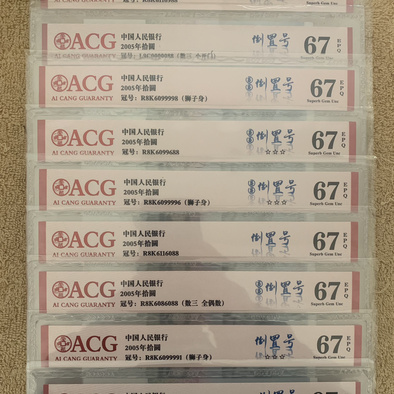 ACG
AI CANG GUARANTY
中国人民银行
2005年拾圆
倒置号
67
EPQ
Superb Gem Unc
ACG
AI CANG GUARANTY
中国人民银行
2005年拾圆
冠号: R8K6099998 (狮子身)
倒置号
67
EPQ
Superb Gem Unc
ACG
AI CANG GUARANTY
中国人民银行
2005年拾圆
冠号: R8K6099688
倒置号
☆☆☆
67
EPQ
Superb Gem Unc
ACG
AI CANG GUARANTY
中国人民银行
2005年拾圆
冠号: R8K6099996 (狮子身)
倒置号
☆☆☆
67
EPQ
Superb Gem Unc
ACG
AI CANG GUARANTY
中国人民银行
2005年拾圆
冠号: R8K6116088
倒置号
67
EPQ
Superb Gem Unc
ACG
AI CANG GUARANTY
中国人民银行
2005年拾圆
冠号: R8K6086088 (数三 全偶数)
倒置号
67
EPQ
Superb Gem Unc
ACG
AI CANG GUARANTY
中国人民银行
2005年拾圆
冠号: R8K6099991 (狮子身)
倒置号
☆☆☆
67
EPQ
Superb Gem Unc